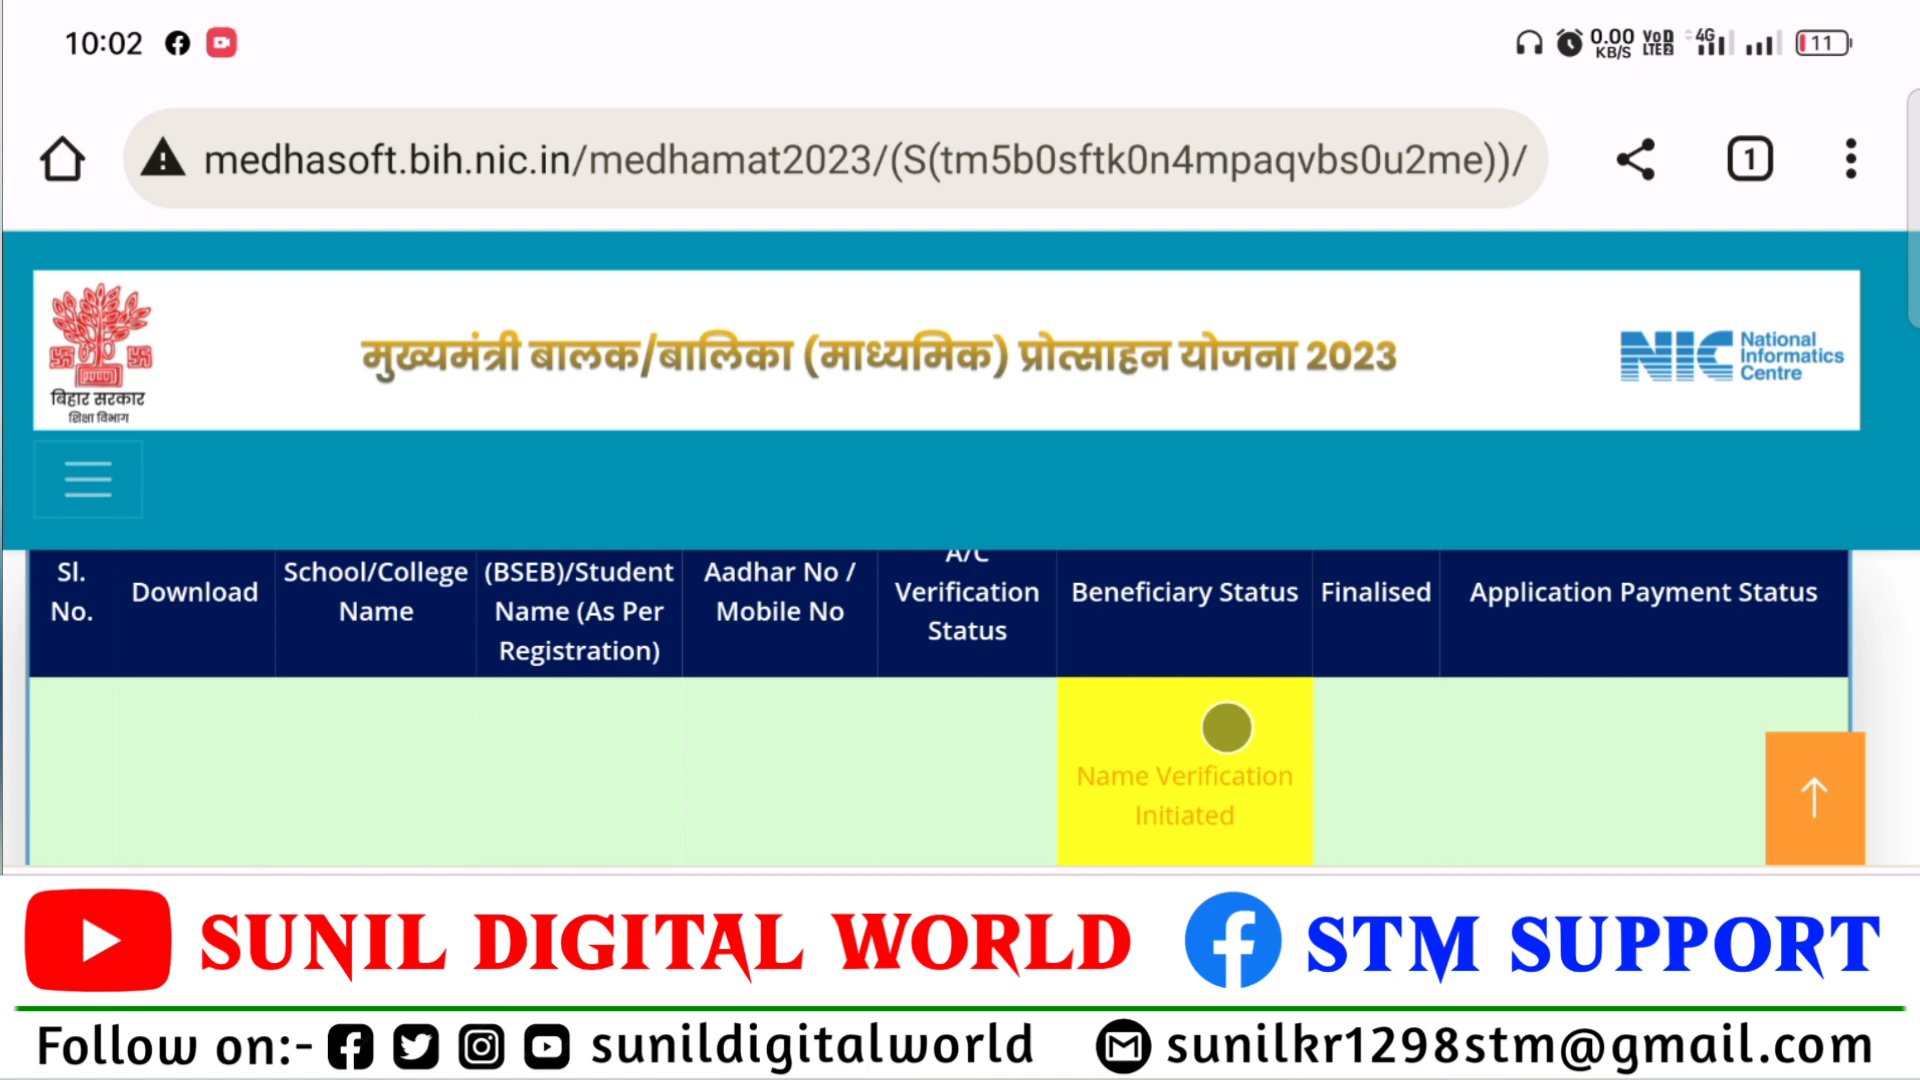 10:02
0.00 KB/S VoD LTE2 4G 11
medhasoft.bih.nic.in/medhamat2023/(S(tm5b0sftk0n4mpaqvbs0u2me))/
1
मुख्यमंत्री बालक/बालिका (माध्यमिक) प्रोत्साहन योजना 2023
बिहार सरकार
शिक्षा विभाग
NIC National
Informatics
Centre
Sl.
No.
Download
School/College
Name
(BSEB)/Student
Name (As Per
Registration)
Aadhar No /
Mobile No
A/C
Verification
Status
Beneficiary Status
Finalised
Application Payment Status
Name Verification
Initiated
SUNIL DIGITAL WORLD
STM SUPPORT
Follow on:- sunildigitalworld
sunilkr1298stm@gmail.com